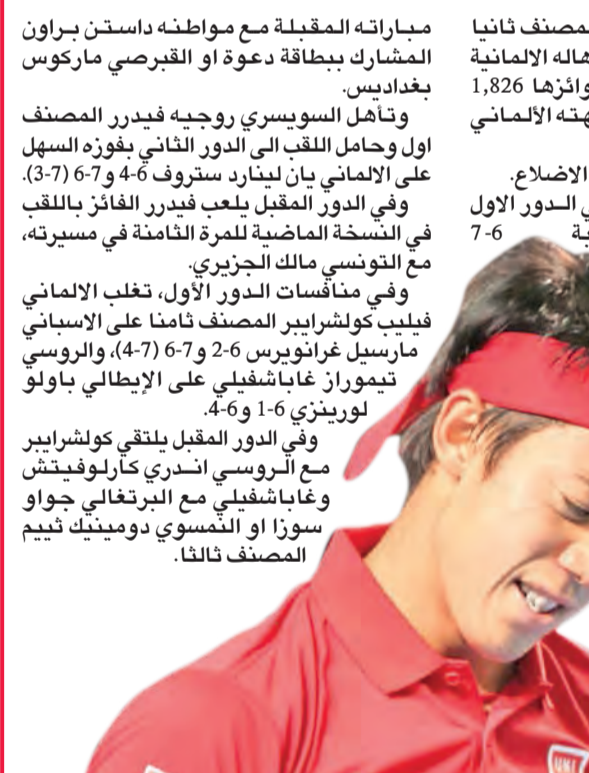 لمصنف ثانيا
هاله الالمانية
وائزها 1,826
هته الألماني
الاضلاع.
ي الدور الاول
ية 6-7
مباراته المقبلة مع مواطنه داستن براون
المشارك ببطاقة دعوة او القبرصي ماركوس
بغداديس.
وتأهل السويسري روجيه فيدرر المصنف
اول وحامل اللقب الى الدور الثاني بفوزه السهل
على الالماني يان لينارد ستروف 6-4 و7-6 (7-3).
وفي الدور المقبل يلعب فيدرر الفائز باللقب
في النسخة الماضية للمرة الثامنة في مسيرته،
مع التونسي مالك الجزيري.
وفي منافسات الدور الأول، تغلب الالماني
فيليب كولشرايبر المصنف ثامنا على الاسباني
مارسيل غرانويرس 6-2 و7-6 (7-4)، والروسي
تيموراز غاباشفيلي على الإيطالي باولو
لورينزي 6-1 و6-4.
وفي الدور المقبل يلتقي كولشرايبر
مع الروسي اندري كارلوفيتش
وغاباشفيلي مع البرتغالي جواو
سوزا او النمسوي دومينيك ثييم
المصنف ثالثا.